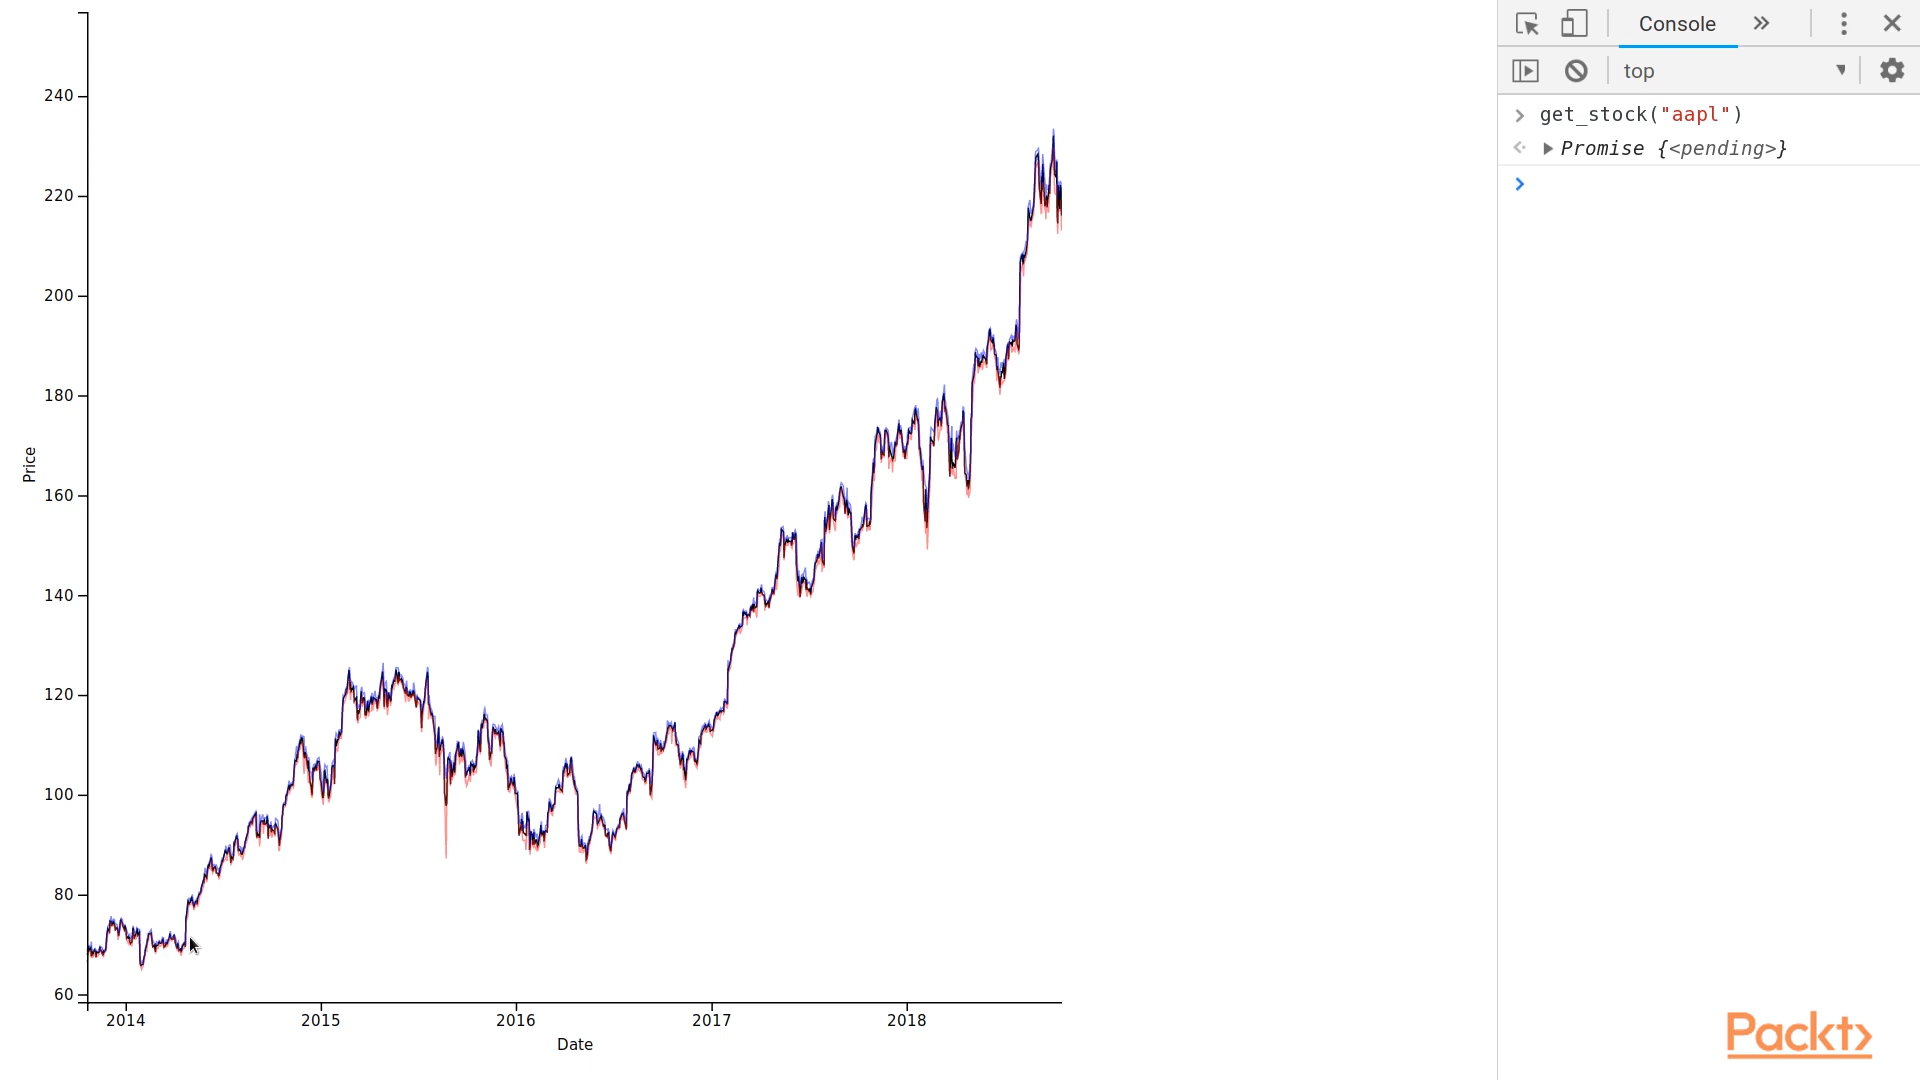 240
220
200
180
160
140
120
100
80
60
Price
2014 2015 2016 2017 2018
Date
Console
top
get_stock("aapl")
Promise {<pending>}
Packt>